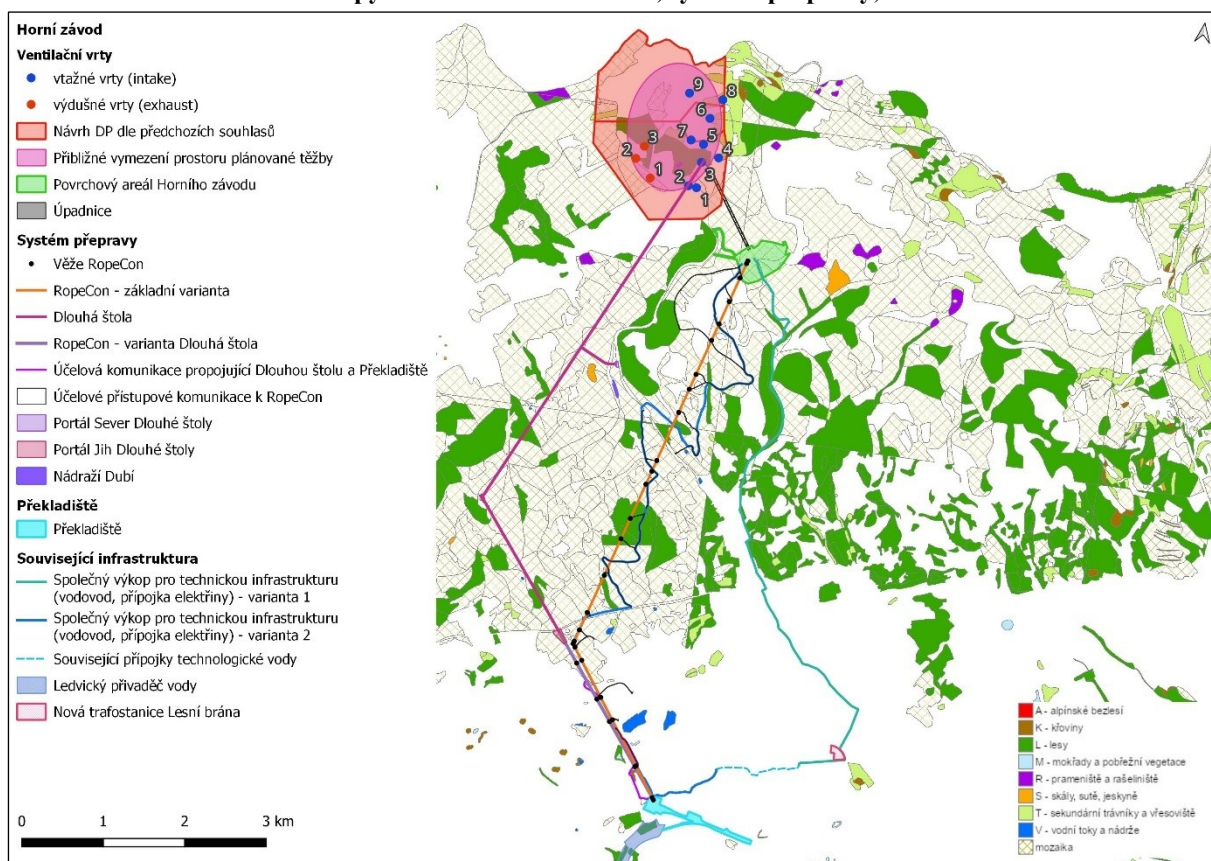 Horní závod
Ventilační vrty
vtažné vrty (intake)
výdušné vrty (exhaust)
Návrh DP dle předchozích souhlasů
Přibližné vymezení prostoru plánované těžby
Povrchový areál Horního závodu
Úpadnice
Systém přepravy
Věže RopeCon
RopeCon - základní varianta
Dlouhá štola
RopeCon - varianta Dlouhá štola
Účelová komunikace propojující Dlouhou štolu a Překladiště
Účelové přístupové komunikace k RopeCon
Portál Sever Dlouhé štoly
Portál Jih Dlouhé štoly
Nádraží Dubí
Překladiště
Překladiště
Související infrastruktura
Společný výkop pro technickou infrastrukturu
(vodovod, přípojka elektřiny) - varianta 1
Společný výkop pro technickou infrastrukturu
(vodovod, přípojka elektřiny) - varianta 2
Související přípojky technologické vody
Ledvický přivaděč vody
Nová trafostanice Lesní brána
0 1 2 3 km
9
8
6
7
5
3
2
4
1
2
3
1
A - alpínské bezlesí
K - křoviny
L - lesy
M - mokřady a pobřežní vegetace
R - prameniště a rašeliniště
S - skály, sutě, jeskyně
T - sekundární trávníky a vřesoviště
V - vodní toky a nádrže
mozaika